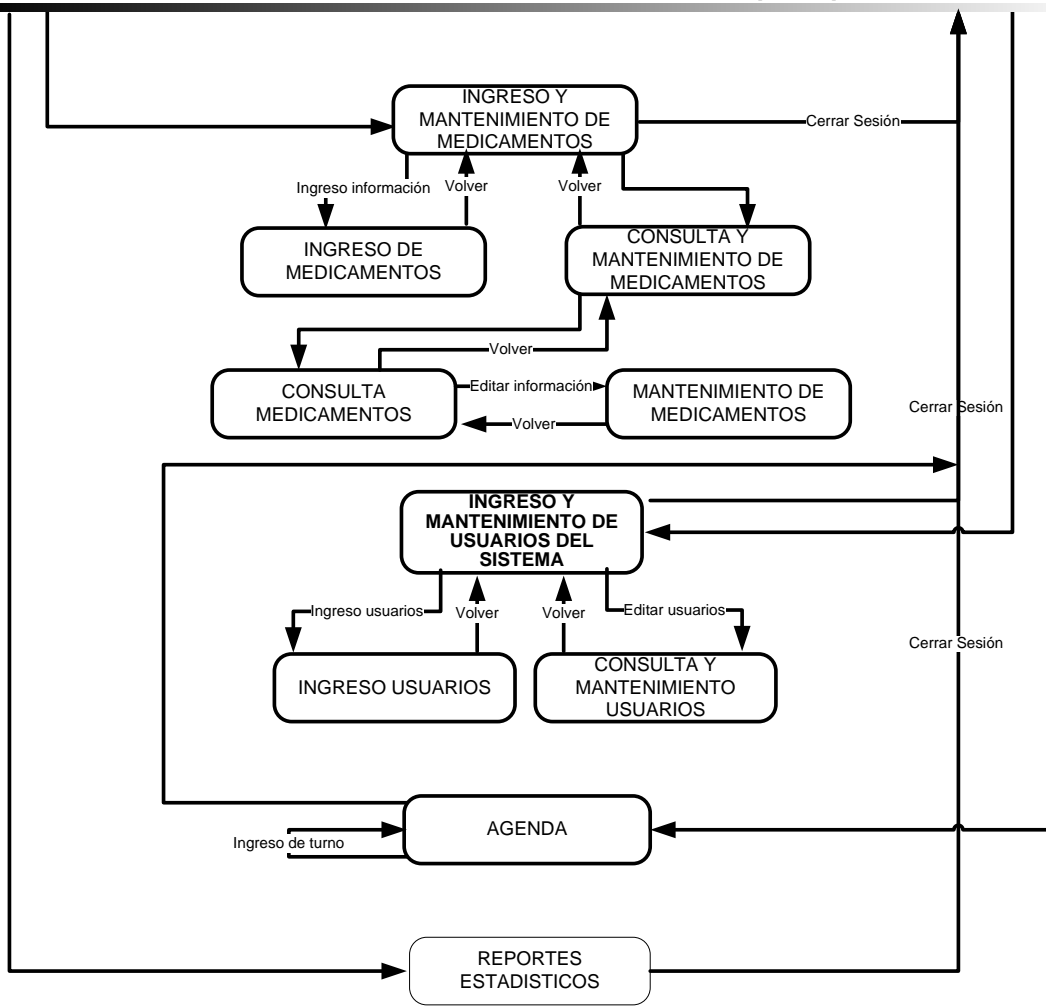 INGRESO Y
MANTENIMIENTO DE
MEDICAMENTOS
Cerrar Sesión
Ingreso información
Volver
Volver
INGRESO DE
MEDICAMENTOS
CONSULTA Y
MANTENIMIENTO DE
MEDICAMENTOS
Volver
CONSULTA
MEDICAMENTOS
Editar información
MANTENIMIENTO DE
MEDICAMENTOS
Volver
Cerrar Sesión
INGRESO Y
MANTENIMIENTO DE
USUARIOS DEL
SISTEMA
Ingreso usuarios
Volver
Volver
Editar usuarios
INGRESO USUARIOS
CONSULTA Y
MANTENIMIENTO
USUARIOS
Cerrar Sesión
AGENDA
Ingreso de turno
REPORTES
ESTADISTICOS